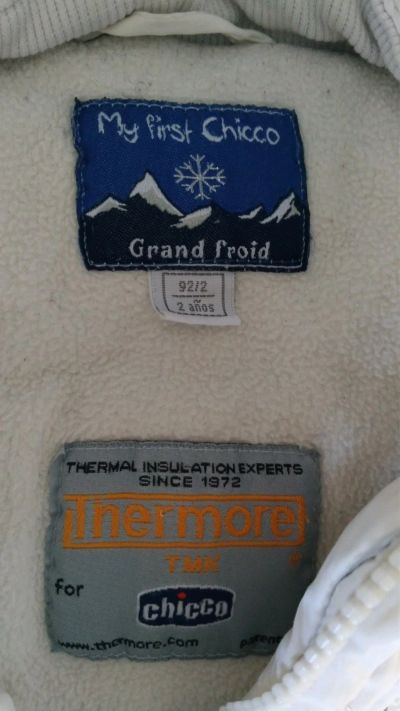 My first Chicco
Grand froid
92/2
2 años
THERMAL INSULATION EXPERTS
SINCE 1972
Thermore
TMK
®
for
chicco
www.thermore.com